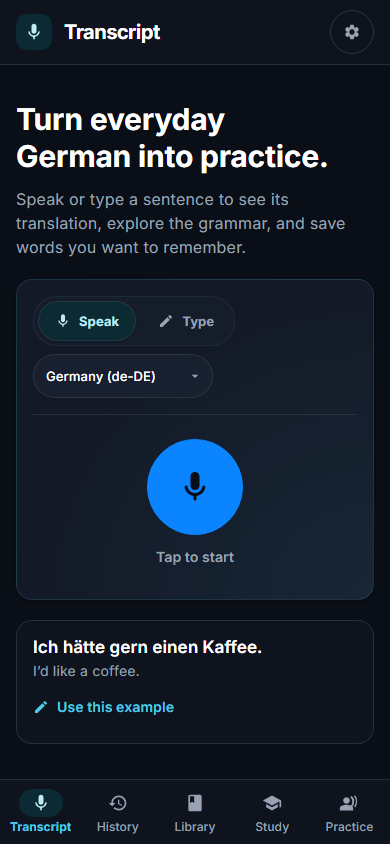 Transcript
Turn everyday
German into practice.
Speak or type a sentence to see its
translation, explore the grammar, and save
words you want to remember.
Speak
Type
Germany (de-DE)
Tap to start
Ich hätte gern einen Kaffee.
I'd like a coffee.
Use this example
Transcript
History
Library
Study
Practice